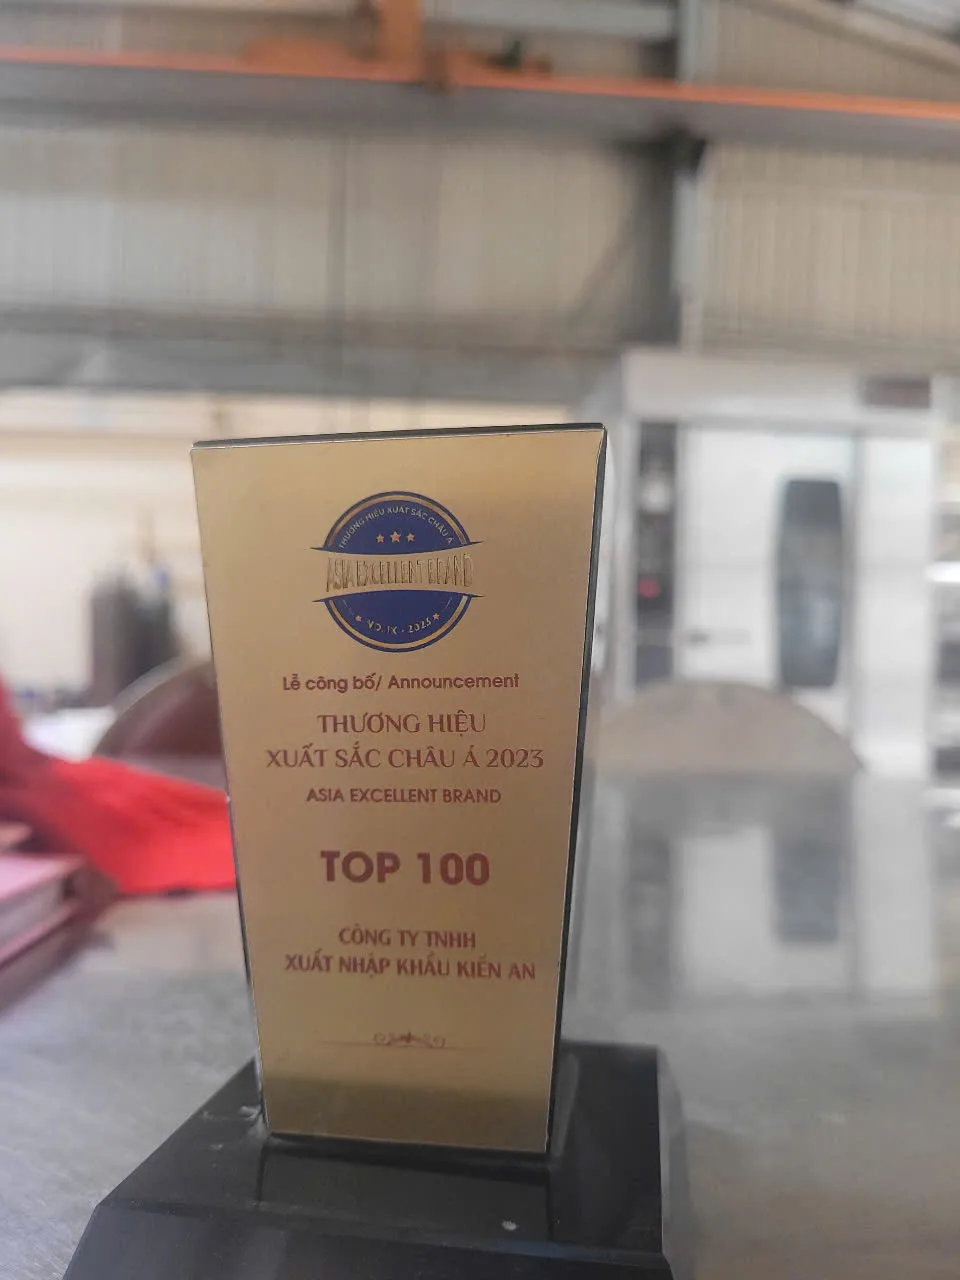 THƯƠNG HIỆU XUẤT SẮC CHÂU Á
ASIA EXCELLENT BRAND
Lễ công bố/ Announcement
THƯƠNG HIỆU
XUẤT SẮC CHÂU Á 2023
ASIA EXCELLENT BRAND
TOP 100
CÔNG TY TNHH
XUẤT NHẬP KHẨU KIẾN AN